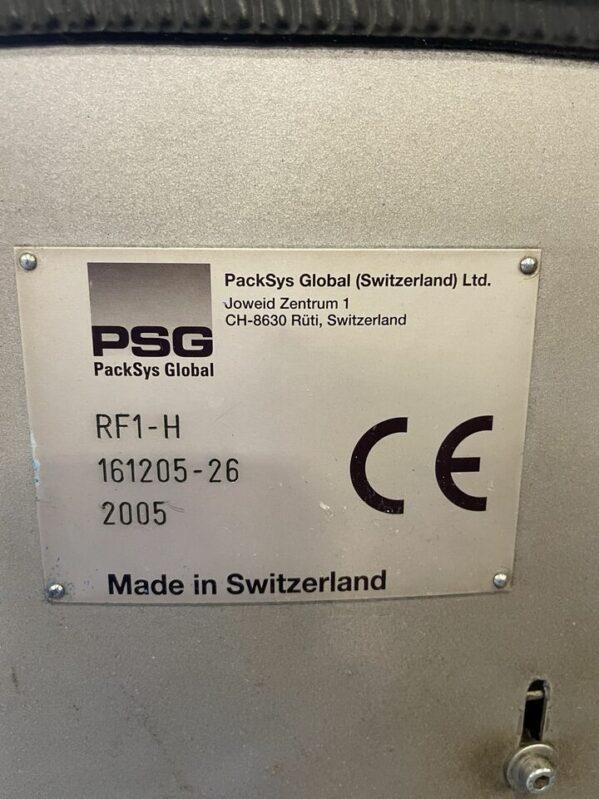 PackSys Global (Switzerland) Ltd.
Joweid Zentrum 1
CH-8630 Rüti, Switzerland
PSG
PackSys Global
RF1-H
161205-26
2005
CE
Made in Switzerland